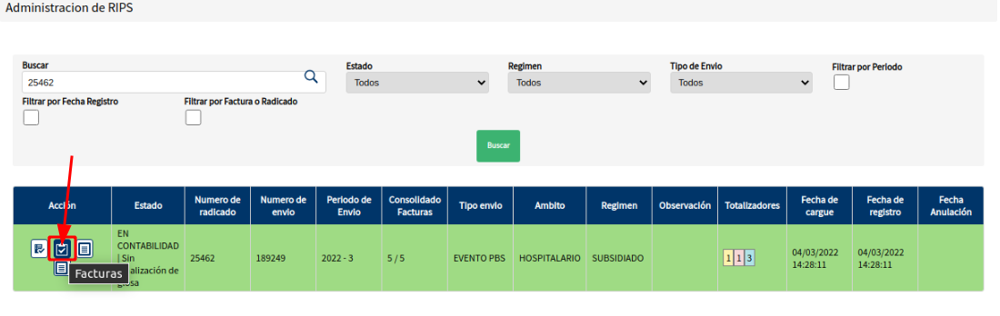 Administracion de RIPS
Buscar
Estado
Regimen
Tipo de Envio
Filtrar por Periodo
25462
Todos
Todos
Todos
Filtrar por Fecha Registro
Filtrar por Factura o Radicado
Buscar
Acción
Estado
Numero de radicado
Numero de envio
Periodo de Envio
Consolidado Facturas
Tipo envio
Ambito
Regimen
Observación
Totalizadores
Fecha de cargue
Fecha de registro
Fecha Anulación
EN
CONTABILIDAD
| Sin
alización de
glosa
25462
189249
2022 - 3
5 / 5
EVENTO PBS
HOSPITALARIO
SUBSIDIADO
1 1 3
04/03/2022
14:28:11
04/03/2022
14:28:11
Facturas